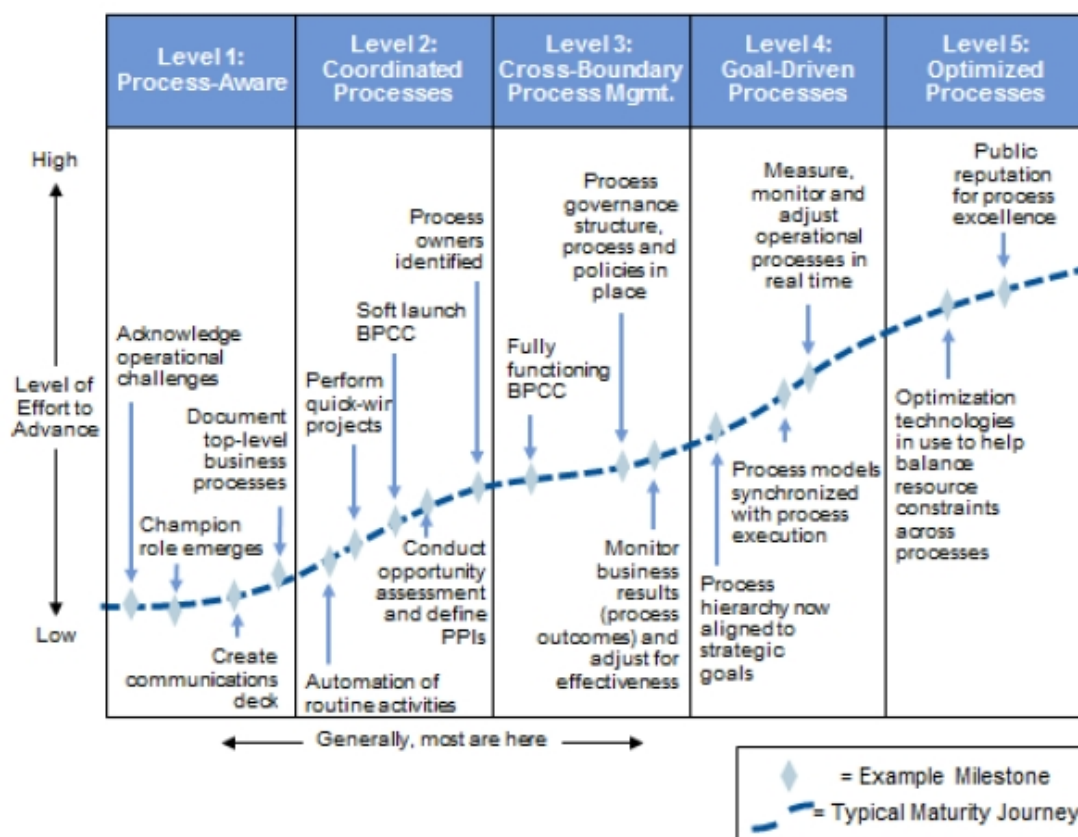 Level 1:
Process-Aware
Level 2:
Coordinated
Processes
Level 3:
Cross-Boundary
Process Mgmt.
Level 4:
Goal-Driven
Processes
Level 5:
Optimized
Processes
High
Level of
Effort to
Advance
Low
Acknowledge
operational
challenges
Champion
role emerges
Document
top-level
business
processes
Create
communications
deck
Automation of
routine activities
Perform
quick-win
projects
Soft launch
BPCC
Conduct
opportunity
assessment
and define
PPIs
Process
owners
identified
Fully
functioning
BPCC
Process
governance
structure,
process and
policies in
place
Monitor
business
results
(process
outcomes) and
adjust for
effectiveness
Process
hierarchy now
aligned to
strategic
goals
Process models
synchronized
with process
execution
Measure,
monitor and
adjust
operational
processes in
real time
Optimization
technologies
in use to help
balance
resource
constraints
across
processes
Public
reputation
for process
excellence
Generally, most are here
= Example Milestone
= Typical Maturity Journey